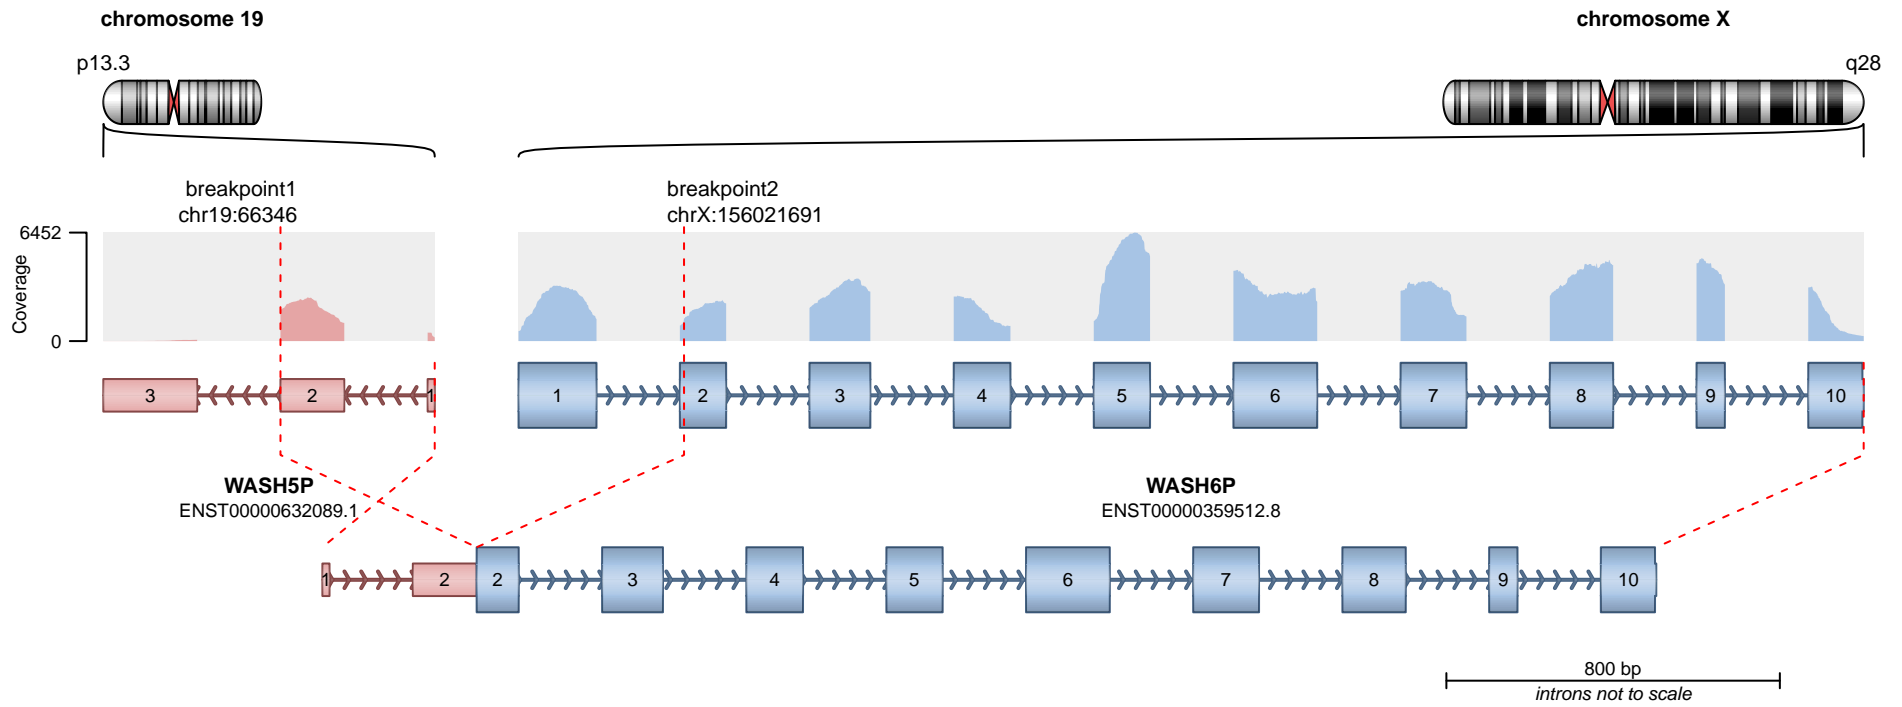 chromosome 19
chromosome X
p13.3
q28
breakpoint1
chr19:66346
breakpoint2
chrX:156021691
6452
Coverage
0
3 2 1
1 2 3 4 5 6 7 8 9 10
WASH5P
ENST00000632089.1
WASH6P
ENST00000359512.8
1 2 2 3 4 5 6 7 8 9 10
800 bp
introns not to scale